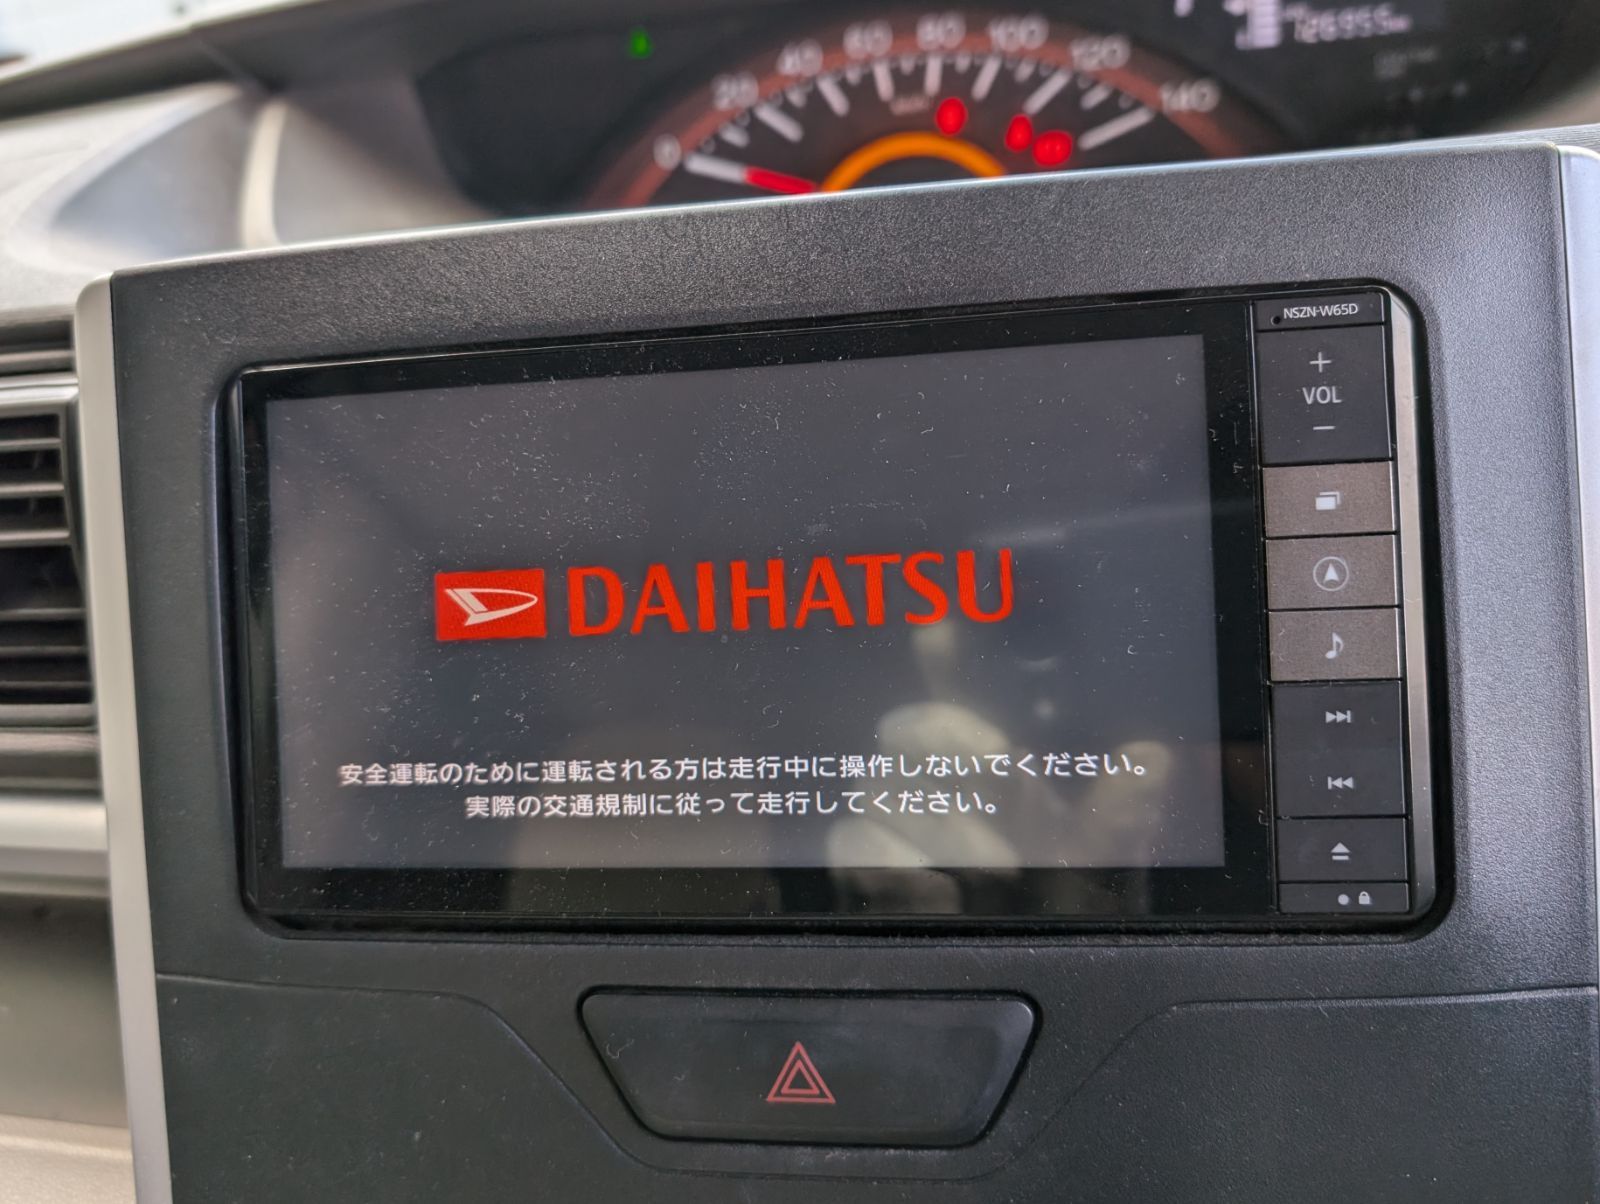 0 20 40 60 80 100 120 140
NSZN-W65D
+
VOL
−
DAIHATSU
安全運転のために運転される方は走行中に操作しないでください。
実際の交通規制に従って走行してください。